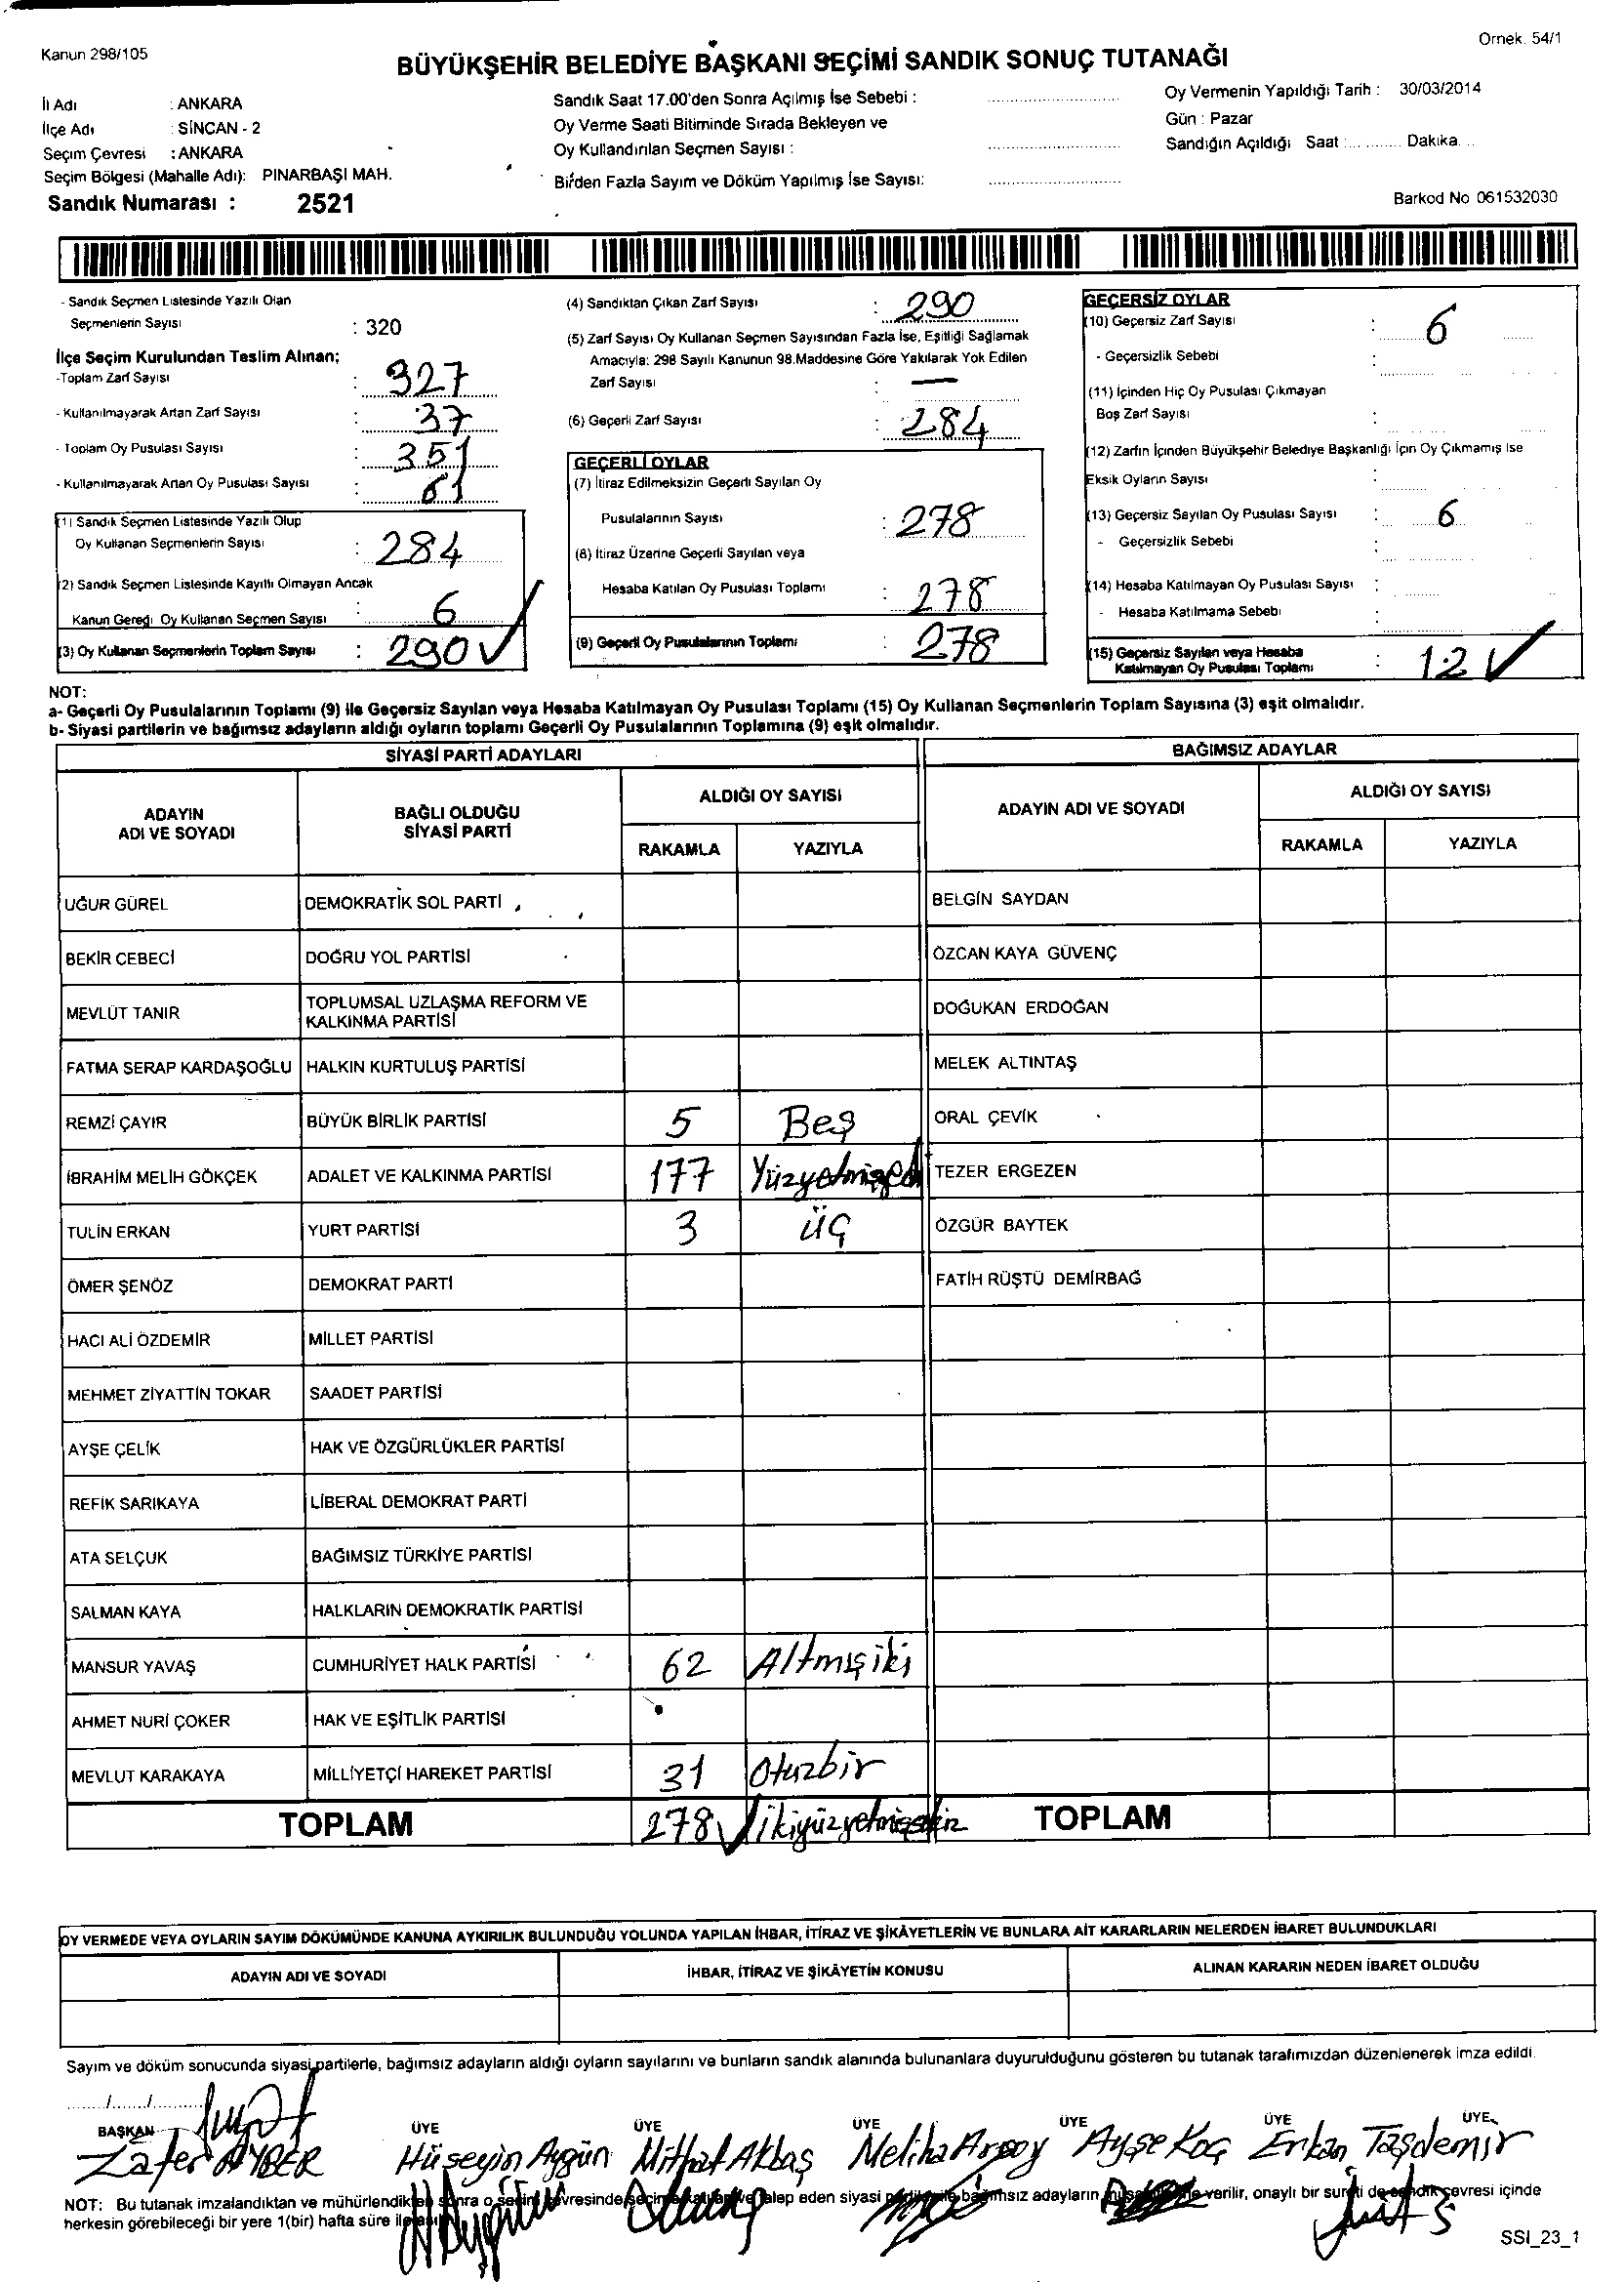 Kanun 298/105
Ornek. 54/1
BÜYÜKŞEHİR BELEDİYE BAŞKANI SEÇİMİ SANDIK SONUÇ TUTANAĞI
İl Adı : ANKARA
İlçe Adı : SİNCAN - 2
Seçim Çevresi : ANKARA
Seçim Bölgesi (Mahalle Adı): PINARBAŞI MAH.
Sandık Numarası : 2521
Sandık Saat 17.00'den Sonra Açılmış İse Sebebi :
Oy Verme Saati Bitiminde Sırada Bekleyen ve
Oy Kullandırılan Seçmen Sayısı :
Birden Fazla Sayım ve Döküm Yapılmış İse Sayısı:
Oy Vermenin Yapıldığı Tarih : 30/03/2014
Gün : Pazar
Sandığın Açıldığı Saat :........... Dakika....
Barkod No 061532030
- Sandık Seçmen Listesinde Yazılı Olan
Seçmenlerin Sayısı : 320
İlçe Seçim Kurulundan Teslim Alınan;
-Toplam Zarf Sayısı : 327
- Kullanılmayarak Artan Zarf Sayısı : 37
- Toplam Oy Pusulası Sayısı : 351
- Kullanılmayarak Artan Oy Pusulası Sayısı : 61
(1) Sandık Seçmen Listesinde Yazılı Olup
Oy Kullanan Seçmenlerin Sayısı : 284
(2) Sandık Seçmen Listesinde Kayıtlı Olmayan Ancak
Kanun Gereği Oy Kullanan Seçmen Sayısı : 6
(3) Oy Kullanan Seçmenlerin Toplam Sayısı : 290
(4) Sandıktan Çıkan Zarf Sayısı : 290
(5) Zarf Sayısı Oy Kullanan Seçmen Sayısından Fazla İse, Eşitliği Sağlamak
Amacıyla: 298 Sayılı Kanunun 98.Maddesine Göre Yakılarak Yok Edilen
Zarf Sayısı : —
(6) Geçerli Zarf Sayısı : 284
GEÇERLİ OYLAR
(7) İtiraz Edilmeksizin Geçerli Sayılan Oy
Pusulalarının Sayısı : 278
(8) İtiraz Üzerine Geçerli Sayılan veya
Hesaba Katılan Oy Pusulası Toplamı : 278
(9) Geçerli Oy Pusulalarının Toplamı : 278
GEÇERSİZ OYLAR
(10) Geçersiz Zarf Sayısı : 6
- Geçersizlik Sebebi :
(11) İçinden Hiç Oy Pusulası Çıkmayan
Boş Zarf Sayısı :
(12) Zarfın İçinden Büyükşehir Belediye Başkanlığı İçin Oy Çıkmamış İse
Eksik Oyların Sayısı :
(13) Geçersiz Sayılan Oy Pusulası Sayısı : 6
- Geçersizlik Sebebi :
(14) Hesaba Katılmayan Oy Pusulası Sayısı :
- Hesaba Katılmama Sebebi :
(15) Geçersiz Sayılan veya Hesaba
Katılmayan Oy Pusulası Toplamı : 12
NOT:
a- Geçerli Oy Pusulalarının Toplamı (9) ile Geçersiz Sayılan veya Hesaba Katılmayan Oy Pusulası Toplamı (15) Oy Kullanan Seçmenlerin Toplam Sayısına (3) eşit olmalıdır.
b- Siyasi partilerin ve bağımsız adayların aldığı oyların toplamı Geçerli Oy Pusulalarının Toplamına (9) eşit olmalıdır.
SİYASİ PARTİ ADAYLARI
BAĞIMSIZ ADAYLAR
ADAYIN ADI VE SOYADI
BAĞLI OLDUĞU SİYASİ PARTİ
ALDIĞI OY SAYISI
RAKAMLA YAZIYLA
ADAYIN ADI VE SOYADI
ALDIĞI OY SAYISI
RAKAMLA YAZIYLA
UĞUR GÜREL DEMOKRATİK SOL PARTİ BELGİN SAYDAN
BEKİR CEBECİ DOĞRU YOL PARTİSİ ÖZCAN KAYA GÜVENÇ
MEVLÜT TANIR TOPLUMSAL UZLAŞMA REFORM VE KALKINMA PARTİSİ DOĞUKAN ERDOĞAN
FATMA SERAP KARDAŞOĞLU HALKIN KURTULUŞ PARTİSİ MELEK ALTINTAŞ
REMZİ ÇAYIR BÜYÜK BİRLİK PARTİSİ 5 Beş ORAL ÇEVİK
İBRAHİM MELİH GÖKÇEK ADALET VE KALKINMA PARTİSİ 177 TEZER ERGEZEN
TULİN ERKAN YURT PARTİSİ 3 üç ÖZGÜR BAYTEK
ÖMER ŞENÖZ DEMOKRAT PARTİ FATİH RÜŞTÜ DEMİRBAĞ
HACI ALİ ÖZDEMİR MİLLET PARTİSİ
MEHMET ZİYATTİN TOKAR SAADET PARTİSİ
AYŞE ÇELİK HAK VE ÖZGÜRLÜKLER PARTİSİ
REFİK SARIKAYA LİBERAL DEMOKRAT PARTİ
ATA SELÇUK BAĞIMSIZ TÜRKİYE PARTİSİ
SALMAN KAYA HALKLARIN DEMOKRATİK PARTİSİ
MANSUR YAVAŞ CUMHURİYET HALK PARTİSİ 62 Altmışiki
AHMET NURİ ÇOKER HAK VE EŞİTLİK PARTİSİ
MEVLUT KARAKAYA MİLLİYETÇİ HAREKET PARTİSİ 31 Otuzbir
TOPLAM 278 ikiyüzyetmişsekiz TOPLAM
OY VERMEDE VEYA OYLARIN SAYIM DÖKÜMÜNDE KANUNA AYKIRILIK BULUNDUĞU YOLUNDA YAPILAN İHBAR, İTİRAZ VE ŞİKÂYETLERİN VE BUNLARA AİT KARARLARIN NELERDEN İBARET BULUNDUKLARI
ADAYIN ADI VE SOYADI İHBAR, İTİRAZ VE ŞİKÂYETİN KONUSU ALINAN KARARIN NEDEN İBARET OLDUĞU
Sayım ve döküm sonucunda siyasi partilerle, bağımsız adayların aldığı oyların sayılarını ve bunların sandık alanında bulunanlara duyurulduğunu gösteren bu tutanak tarafımızdan düzenlenerek imza edildi.
....../....../..........
BAŞKAN ÜYE ÜYE ÜYE ÜYE ÜYE ÜYE
Zafer Hüseyin Aygün Mithat Akbaş Meliha Ayşe Koç Erkan Taşdemir
NOT: Bu tutanak imzalandıktan ve mühürlendikten sonra o seçim çevresinde seçime katılan ve talep eden siyasi bağımsız adayların verilir, onaylı bir sureti de sandık çevresi içinde
herkesin görebileceği bir yere 1(bir) hafta süre ile
SSI_23_1